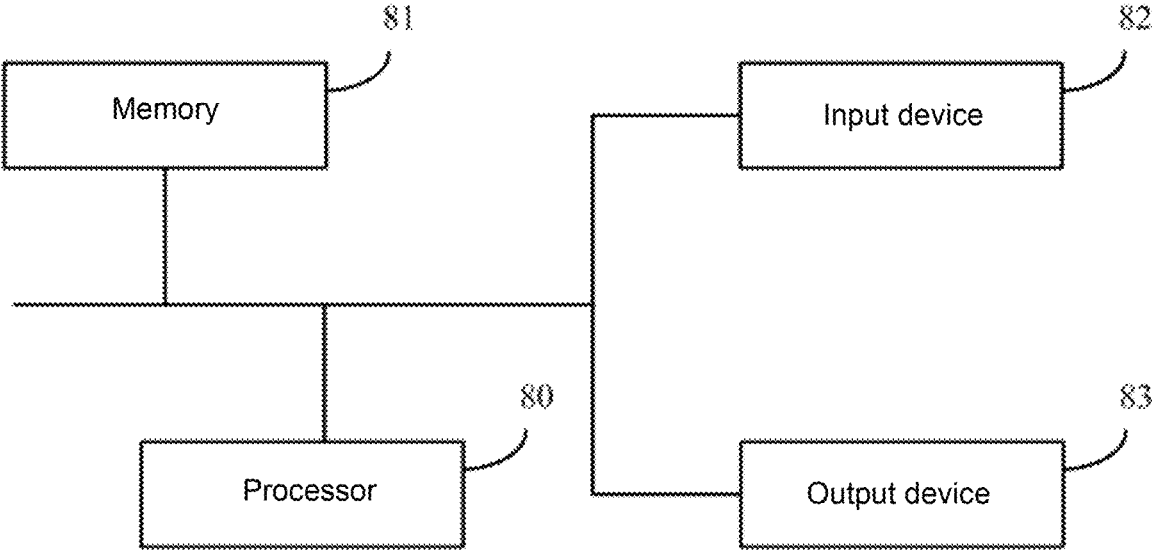 81
82
Memory
Input device
80
83
Processor
Output device